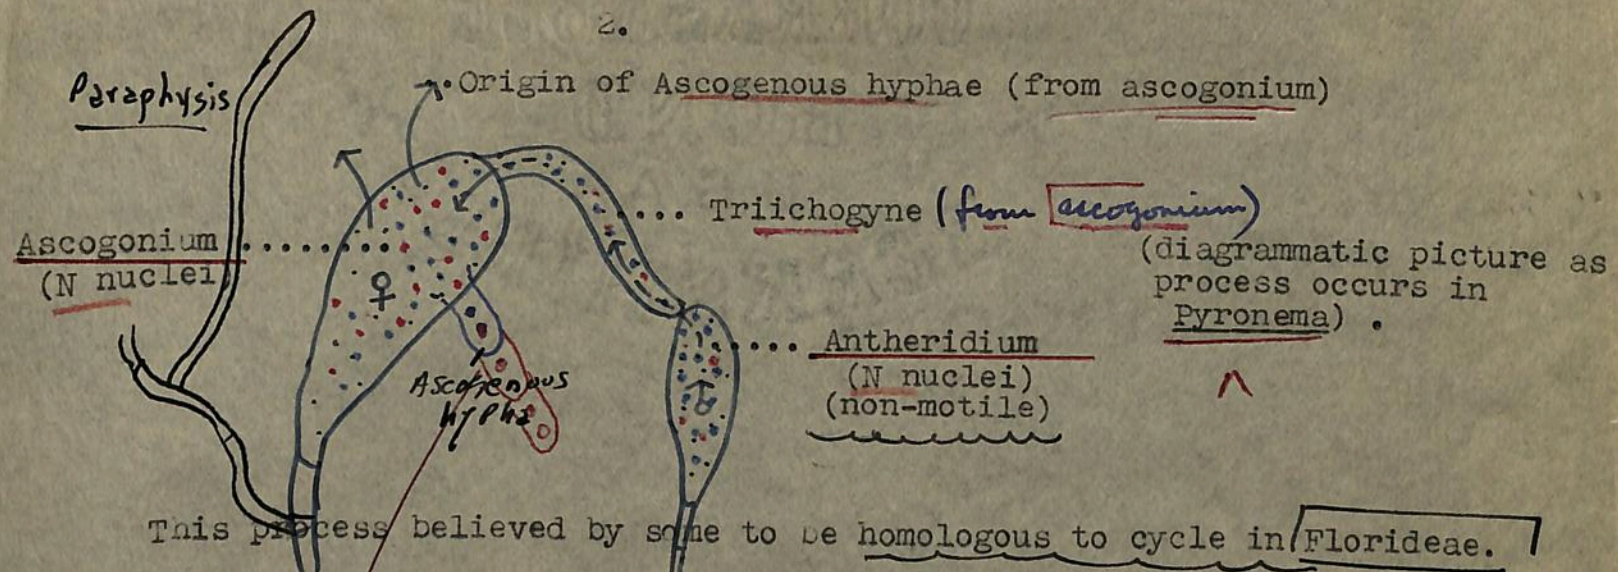 2.
Paraphysis
Origin of Ascogenous hyphae (from ascogonium)
Triichogyne (from ascogonium)
Ascogonium
(N nuclei)
(diagrammatic picture as
process occurs in
Pyronema) .
♀
Antheridium
(N nuclei)
(non-motile)
Ascogenous
hypha
♂
This process believed by some to be homologous to cycle in Florideae.